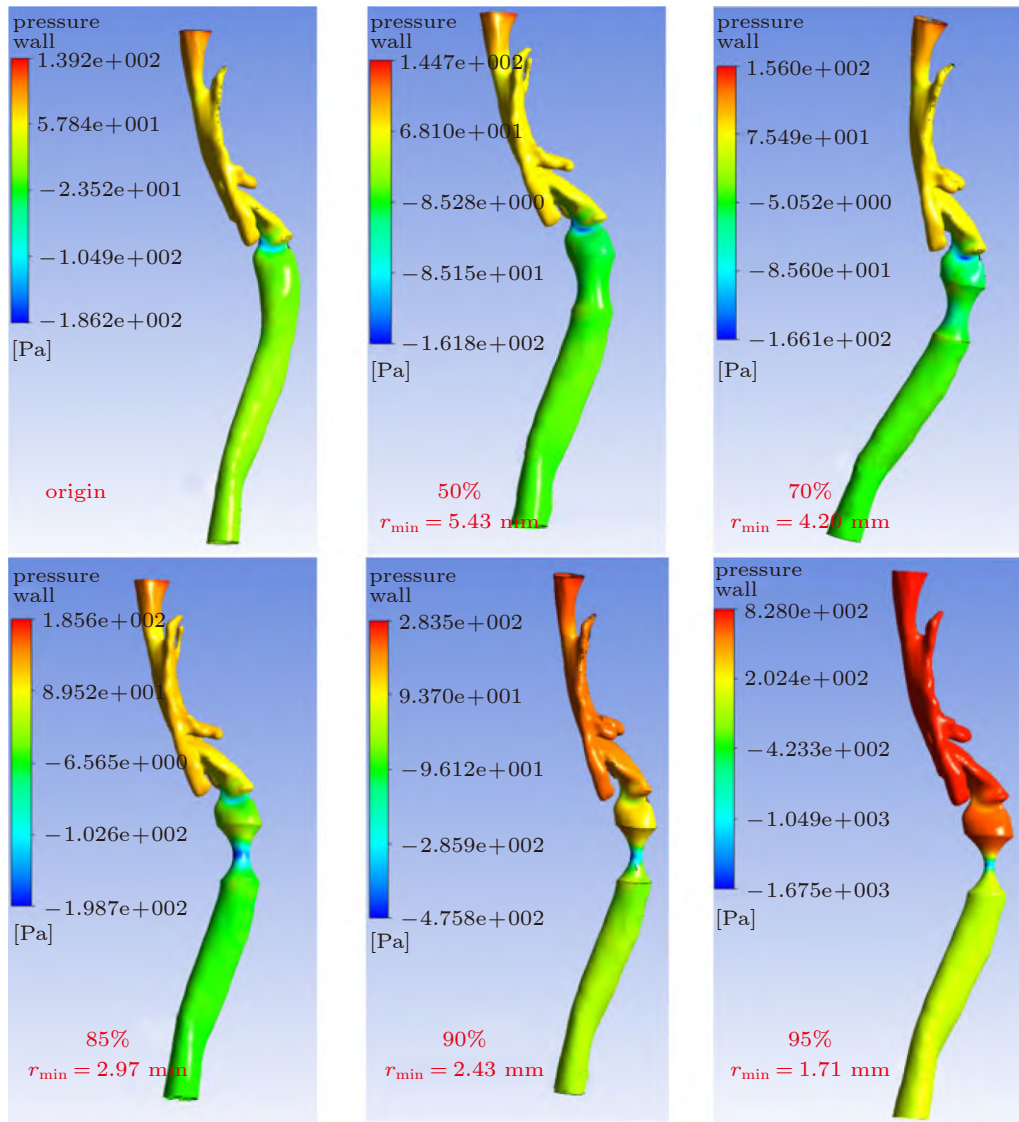 pressure
wall
1.392e+002
5.784e+001
−2.352e+001
−1.049e+002
−1.862e+002
[Pa]
origin
pressure
wall
1.447e+002
6.810e+001
−8.528e+000
−8.515e+001
−1.618e+002
[Pa]
50%
rmin = 5.43 mm
pressure
wall
1.560e+002
7.549e+001
−5.052e+000
−8.560e+001
−1.661e+002
[Pa]
70%
rmin = 4.20 mm
pressure
wall
1.856e+002
8.952e+001
−6.565e+000
−1.026e+002
−1.987e+002
[Pa]
85%
rmin = 2.97 mm
pressure
wall
2.835e+002
9.370e+001
−9.612e+001
−2.859e+002
−4.758e+002
[Pa]
90%
rmin = 2.43 mm
pressure
wall
8.280e+002
2.024e+002
−4.233e+002
−1.049e+003
−1.675e+003
[Pa]
95%
rmin = 1.71 mm